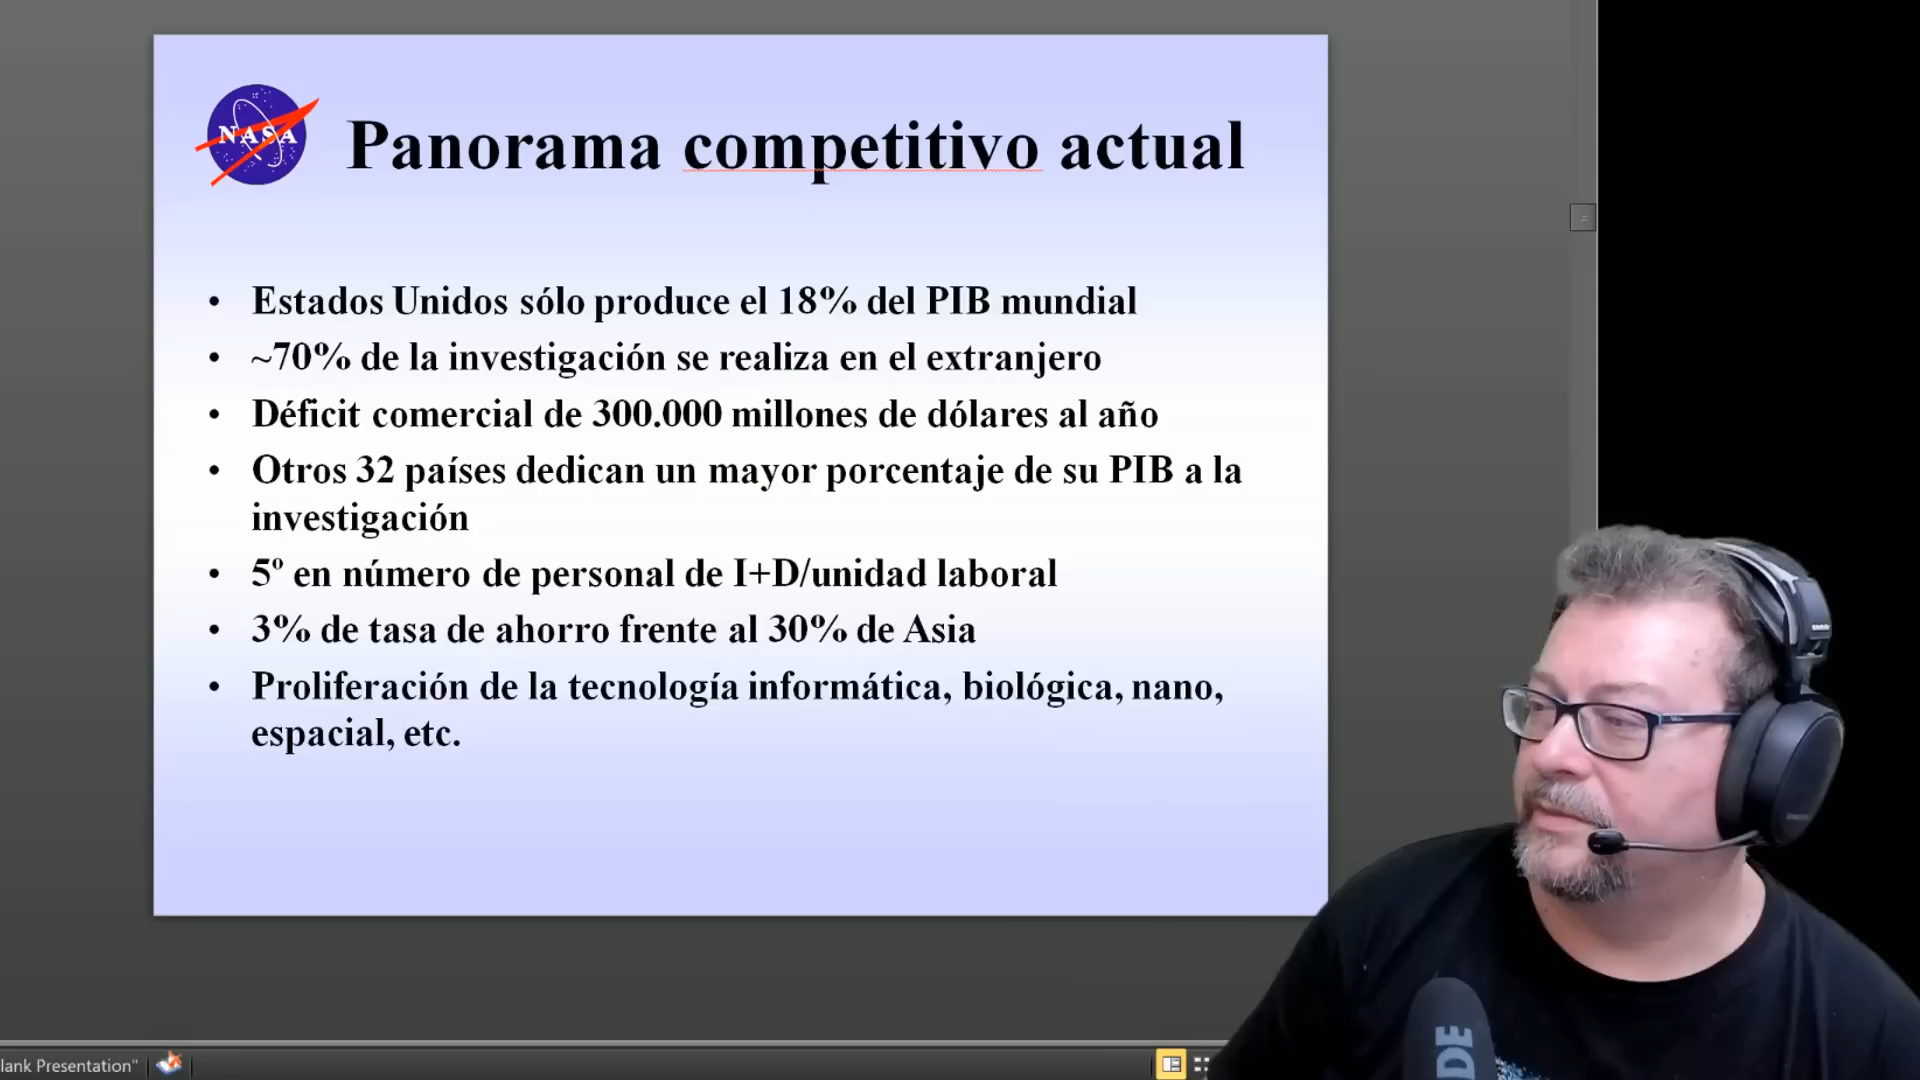 NASA
Panorama competitivo actual
• Estados Unidos sólo produce el 18% del PIB mundial
• ~70% de la investigación se realiza en el extranjero
• Déficit comercial de 300.000 millones de dólares al año
• Otros 32 países dedican un mayor porcentaje de su PIB a la
investigación
• 5º en número de personal de I+D/unidad laboral
• 3% de tasa de ahorro frente al 30% de Asia
• Proliferación de la tecnología informática, biológica, nano,
espacial, etc.
lank Presentation"
DE